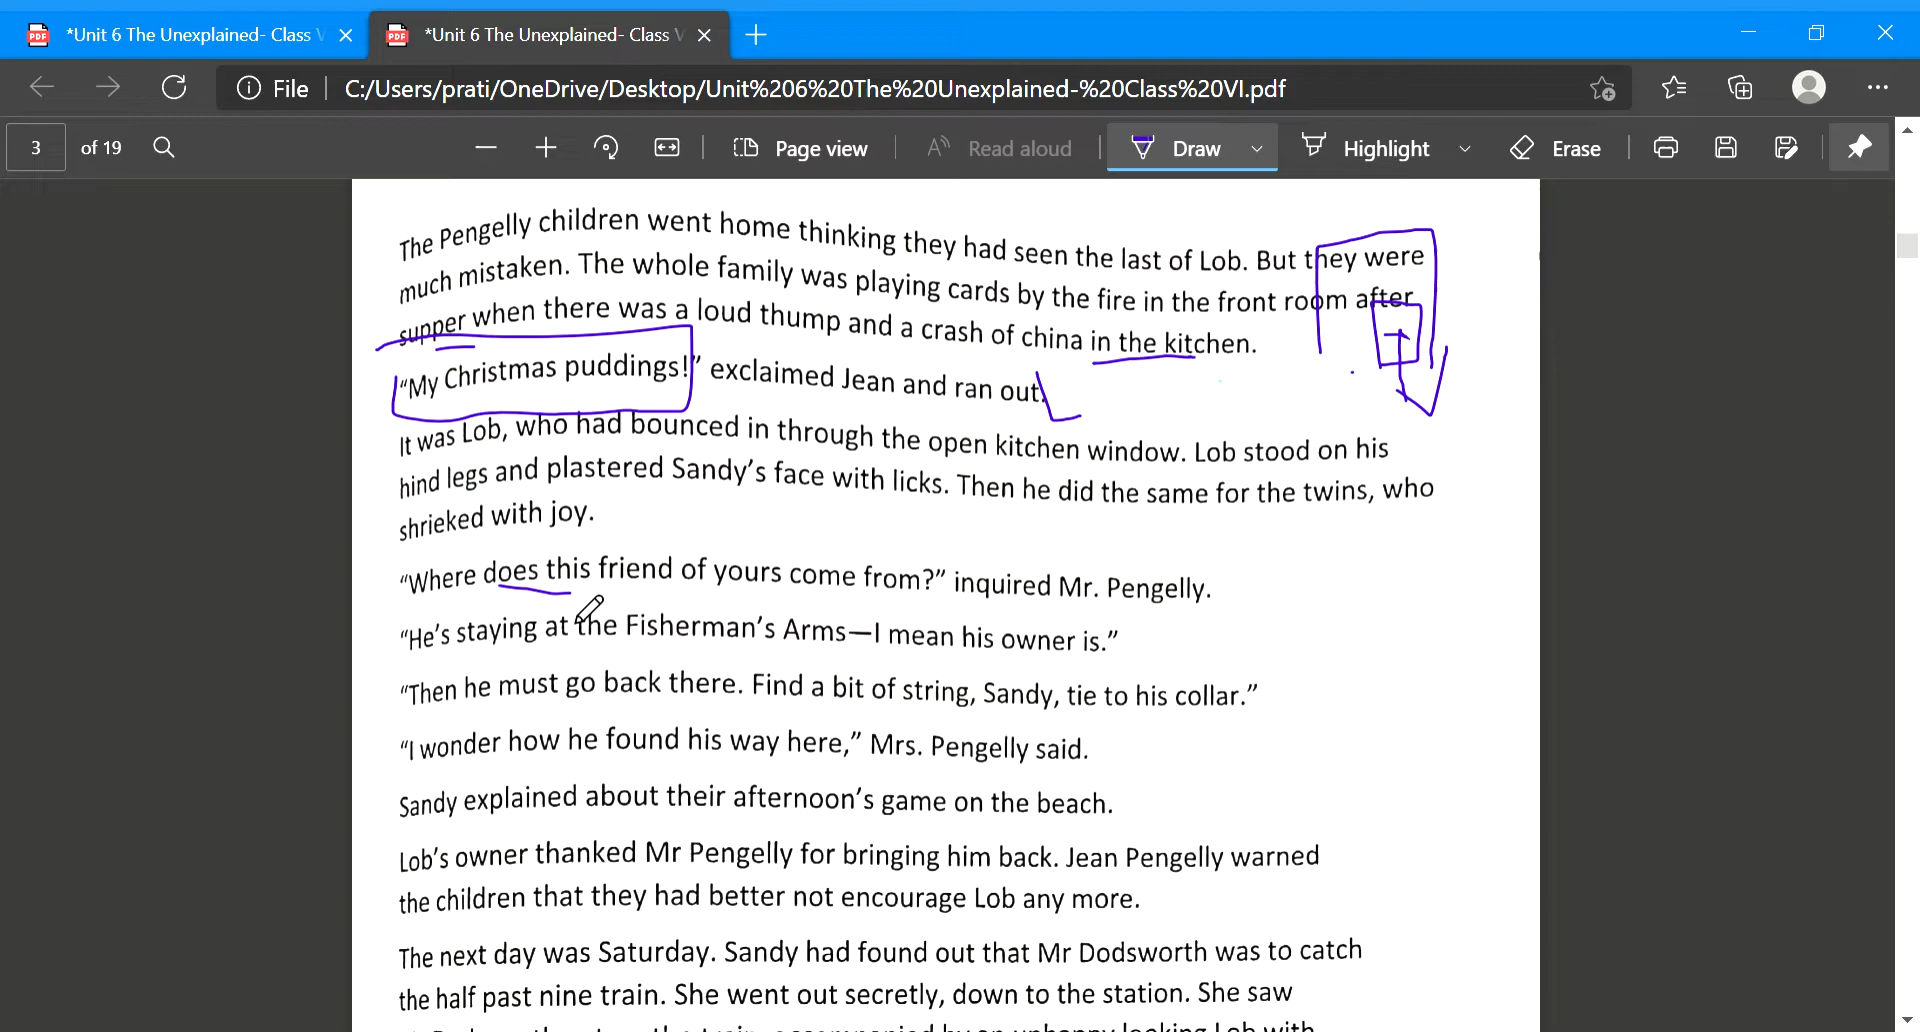 *Unit 6 The Unexplained- Class V
*Unit 6 The Unexplained- Class V
File
C:/Users/prati/OneDrive/Desktop/Unit%206%20The%20Unexplained-%20Class%20VI.pdf
3 of 19
Page view
Read aloud
Draw
Highlight
Erase
The Pengelly children went home thinking they had seen the last of Lob. But they were
much mistaken. The whole family was playing cards by the fire in the front room after
supper when there was a loud thump and a crash of china in the kitchen.
“My Christmas puddings!” exclaimed Jean and ran out.
It was Lob, who had bounced in through the open kitchen window. Lob stood on his
hind legs and plastered Sandy’s face with licks. Then he did the same for the twins, who
shrieked with joy.
“Where does this friend of yours come from?” inquired Mr. Pengelly.
“He’s staying at the Fisherman’s Arms—I mean his owner is.”
“Then he must go back there. Find a bit of string, Sandy, tie to his collar.”
“I wonder how he found his way here,” Mrs. Pengelly said.
Sandy explained about their afternoon’s game on the beach.
Lob’s owner thanked Mr Pengelly for bringing him back. Jean Pengelly warned
the children that they had better not encourage Lob any more.
The next day was Saturday. Sandy had found out that Mr Dodsworth was to catch
the half past nine train. She went out secretly, down to the station. She saw